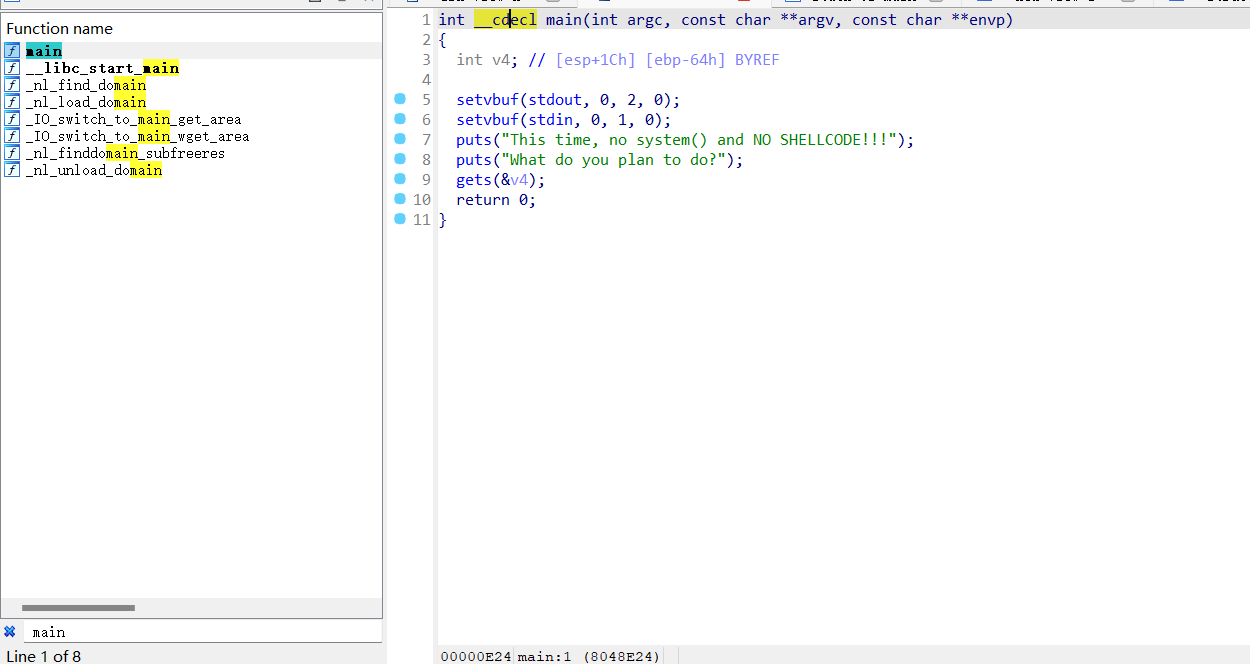 Function name
main
__libc_start_main
_nl_find_domain
_nl_load_domain
_IO_switch_to_main_get_area
_IO_switch_to_main_wget_area
_nl_finddomain_subfreeres
_nl_unload_domain
main
Line 1 of 8
1 int __cdecl main(int argc, const char **argv, const char **envp)
2 {
3 int v4; // [esp+1Ch] [ebp-64h] BYREF
4
5 setvbuf(stdout, 0, 2, 0);
6 setvbuf(stdin, 0, 1, 0);
7 puts("This time, no system() and NO SHELLCODE!!!");
8 puts("What do you plan to do?");
9 gets(&v4);
10 return 0;
11 }
00000E24 main:1 (8048E24)